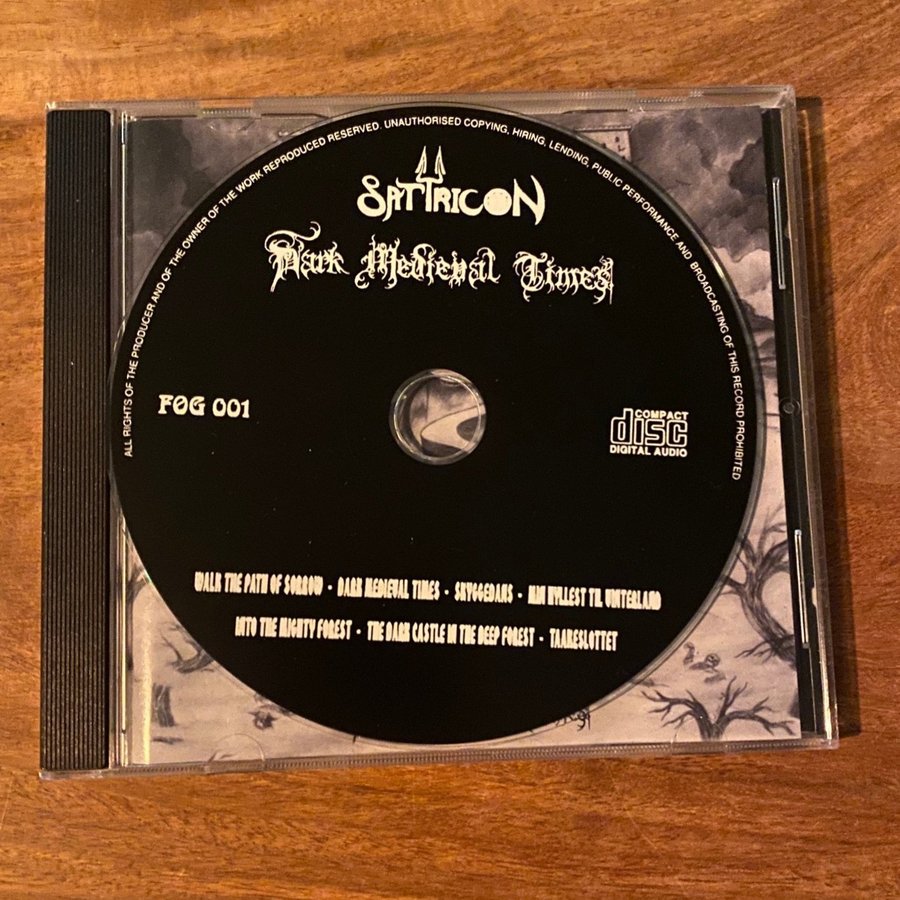 ALL RIGHTS OF THE PRODUCER AND OF THE OWNER OF THE WORK REPRODUCED RESERVED. UNAUTHORISED COPYING, HIRING, LENDING, PUBLIC PERFORMANCE AND BROADCASTING OF THIS RECORD PROHIBITED
SATYRICON
Dark Medieval Times
FOG 001
COMPACT
disc
DIGITAL AUDIO
WALK THE PATH OF SORROW - DARK MEDIEVAL TIMES - SKYGGEDANS - MIN HYLLEST TIL VINTERLAND
INTO THE MIGHTY FOREST - THE DARK CASTLE IN THE DEEP FOREST - TAAKESLOTTET